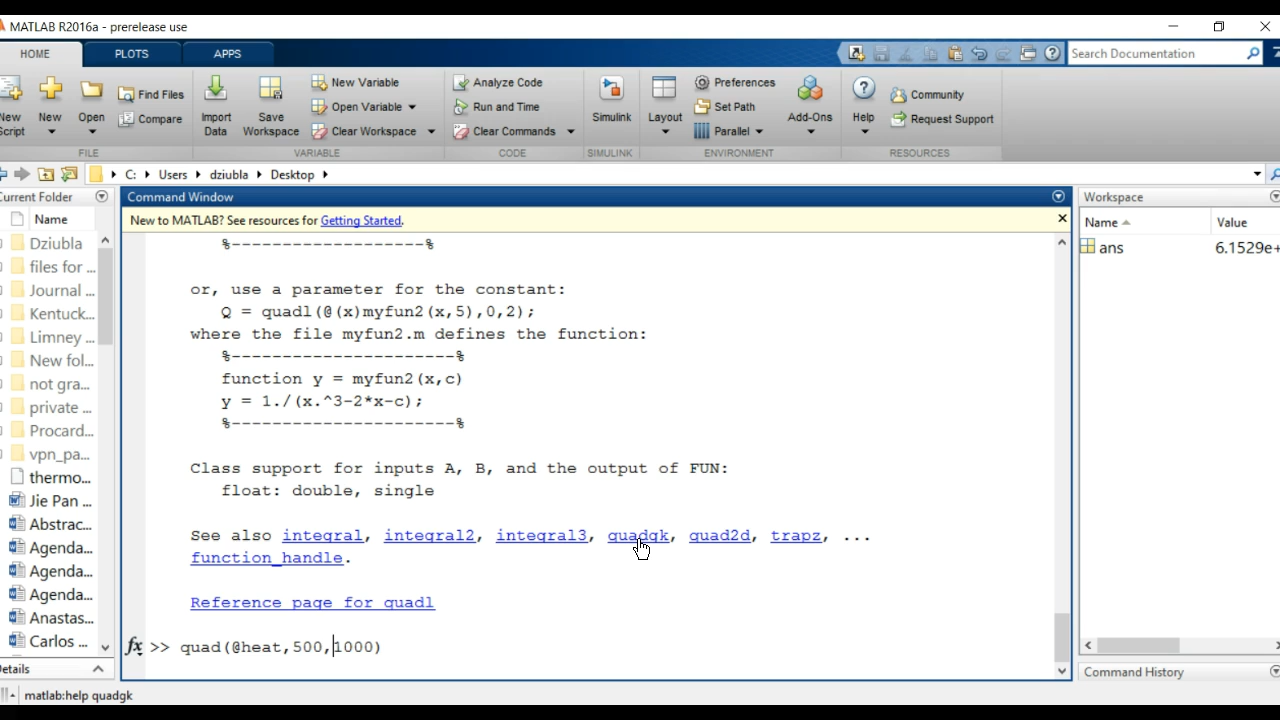 MATLAB R2016a - prerelease use
HOME PLOTS APPS
Search Documentation
New Script New Open Find Files Compare
Import Data Save Workspace New Variable Open Variable Clear Workspace
Analyze Code Run and Time Clear Commands
Simulink
Layout Preferences Set Path Parallel Add-Ons
Help Community Request Support
FILE VARIABLE CODE SIMULINK ENVIRONMENT RESOURCES
C: Users dziubla Desktop
Current Folder
Name
Dziubla
files for ...
Journal ...
Kentuck...
Limney ...
New fol...
not gra...
private ...
Procard...
vpn_pa...
thermo...
Jie Pan ...
Abstrac...
Agenda...
Agenda...
Agenda...
Anastas...
Carlos ...
Details
Command Window
New to MATLAB? See resources for Getting Started.
%-------------------%
or, use a parameter for the constant:
Q = quadl(@(x)myfun2(x,5),0,2);
where the file myfun2.m defines the function:
%----------------------%
function y = myfun2(x,c)
y = 1./(x.^3-2*x-c);
%----------------------%
Class support for inputs A, B, and the output of FUN:
float: double, single
See also integral, integral2, integral3, quadgk, quad2d, trapz, ...
function_handle.
Reference page for quadl
fx >> quad(@heat,500,1000)
Workspace
Name Value
ans 6.1529e+
Command History
matlab:help quadgk